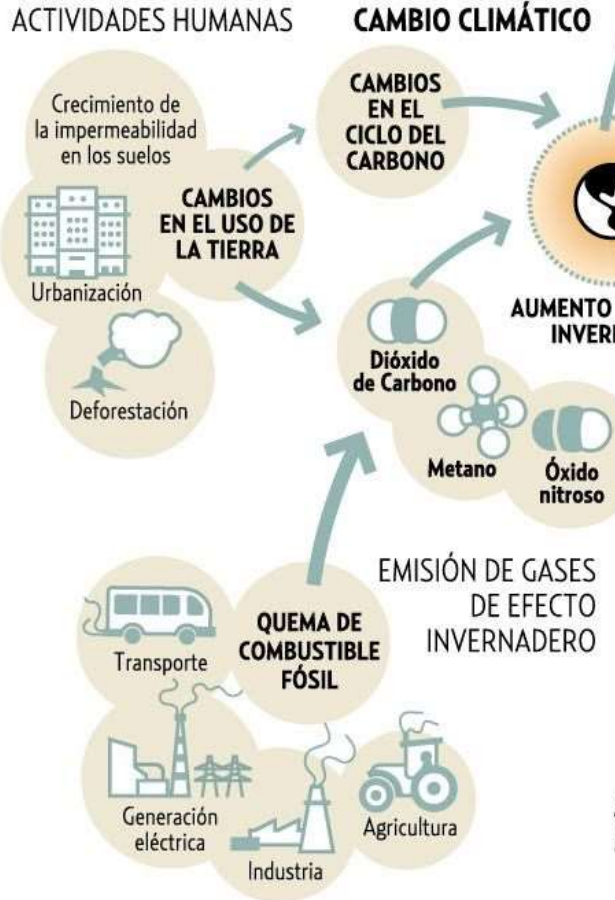 ACTIVIDADES HUMANAS
CAMBIO CLIMÁTICO
Crecimiento de
la impermeabilidad
en los suelos
CAMBIOS
EN EL USO DE
LA TIERRA
Urbanización
Deforestación
CAMBIOS
EN EL
CICLO DEL
CARBONO
AUMENTO
Dióxido
de Carbono
Metano
Óxido
nitroso
EMISIÓN DE GASES
DE EFECTO
INVERNADERO
QUEMA DE
COMBUSTIBLE
FÓSIL
Transporte
Generación
eléctrica
Industria
Agricultura